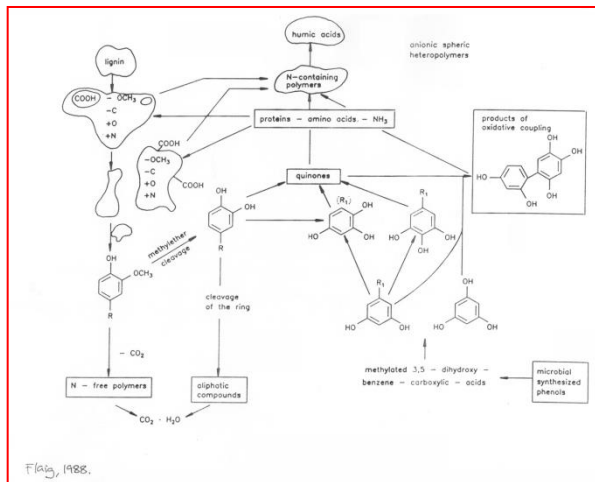 humic acids
anionic spheric
heteropolymers
lignin
N-containing
polymers
COOH
- OCH3
-C
+O
+N
proteins - amino acids. - NH3
products of
oxidative coupling
OH
OH
HO
OH
OH
COOH
-OCH3
-C
+O
+N
COOH
quinones
OH
OH
R
(R1)
OH
HO
OH
R1
HO
OH
OH
methylether
cleavage
OH
OCH3
R
cleavage
of the ring
R1
HO
OH
OH
HO
OH
- CO2
N - free polymers
aliphatic
compounds
methylated 3,5 - dihydroxy -
benzene - carboxylic - acids
microbial
synthesized
phenols
CO2 · H2O
Flaig, 1988.